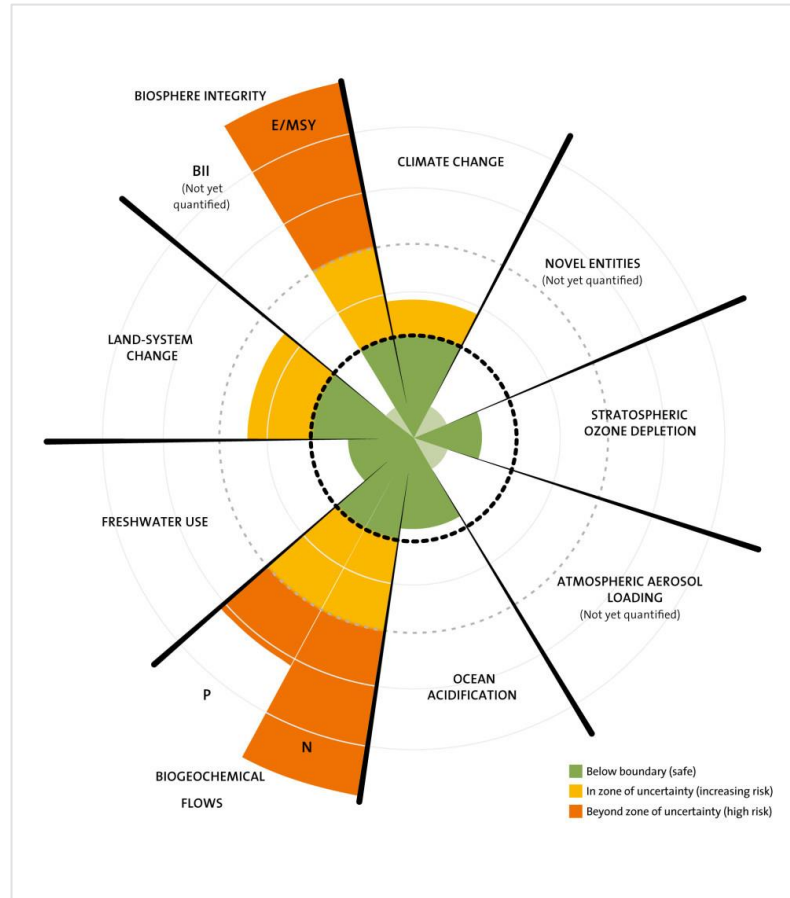 BIOSPHERE INTEGRITY
E/MSY
BII
(Not yet
quantified)
CLIMATE CHANGE
NOVEL ENTITIES
(Not yet quantified)
LAND-SYSTEM
CHANGE
STRATOSPHERIC
OZONE DEPLETION
FRESHWATER USE
ATMOSPHERIC AEROSOL
LOADING
(Not yet quantified)
OCEAN
ACIDIFICATION
P
N
BIOGEOCHEMICAL
FLOWS
Below boundary (safe)
In zone of uncertainty (increasing risk)
Beyond zone of uncertainty (high risk)